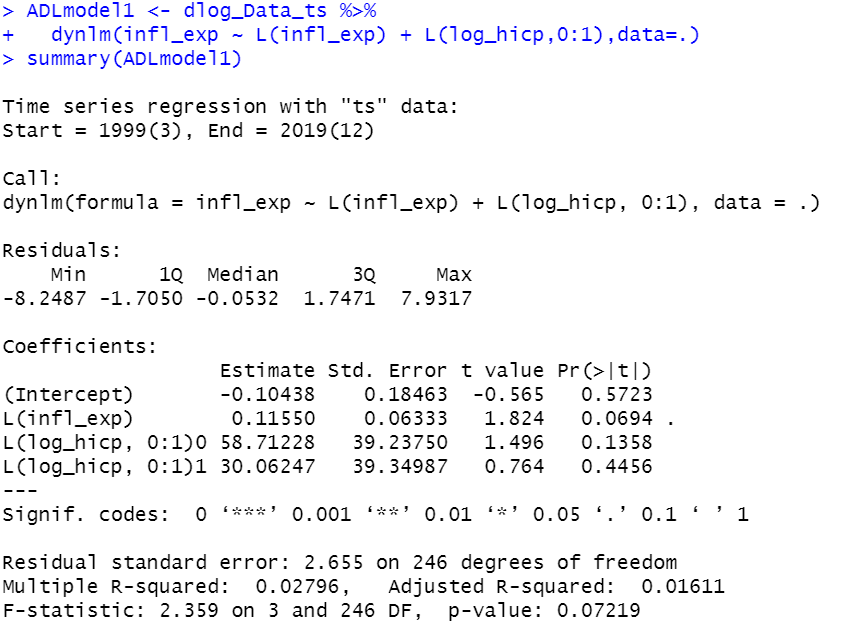 > ADLmodel1 <- dlog_Data_ts %>%
+   dynlm(infl_exp ~ L(infl_exp) + L(log_hicp,0:1),data=.)
> summary(ADLmodel1)

Time series regression with "ts" data:
Start = 1999(3), End = 2019(12)

Call:
dynlm(formula = infl_exp ~ L(infl_exp) + L(log_hicp, 0:1), data = .)

Residuals:
    Min      1Q  Median      3Q     Max
-8.2487 -1.7050 -0.0532  1.7471  7.9317

Coefficients:
                  Estimate Std. Error t value Pr(>|t|)
(Intercept)       -0.10438    0.18463  -0.565   0.5723
L(infl_exp)        0.11550    0.06333   1.824   0.0694 .
L(log_hicp, 0:1)0 58.71228   39.23750   1.496   0.1358
L(log_hicp, 0:1)1 30.06247   39.34987   0.764   0.4456
---
Signif. codes:  0 ‘***’ 0.001 ‘**’ 0.01 ‘*’ 0.05 ‘.’ 0.1 ‘ ’ 1

Residual standard error: 2.655 on 246 degrees of freedom
Multiple R-squared:  0.02796,   Adjusted R-squared:  0.01611
F-statistic: 2.359 on 3 and 246 DF,  p-value: 0.07219